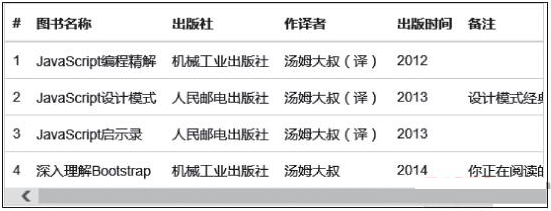 # 图书名称 出版社 作译者 出版时间 备注
1 JavaScript编程精解 机械工业出版社 汤姆大叔（译） 2012
2 JavaScript设计模式 人民邮电出版社 汤姆大叔（译） 2013 设计模式经典
3 JavaScript启示录 人民邮电出版社 汤姆大叔（译） 2013
4 深入理解Bootstrap 机械工业出版社 汤姆大叔 2014 你正在阅读的